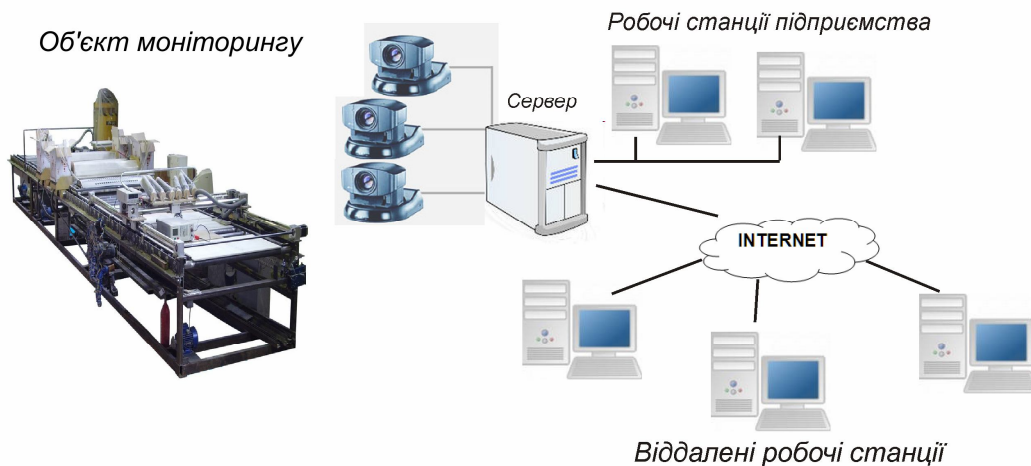 Об'єкт моніторингу
Робочі станції підприємства
Сервер
INTERNET
Віддалені робочі станції